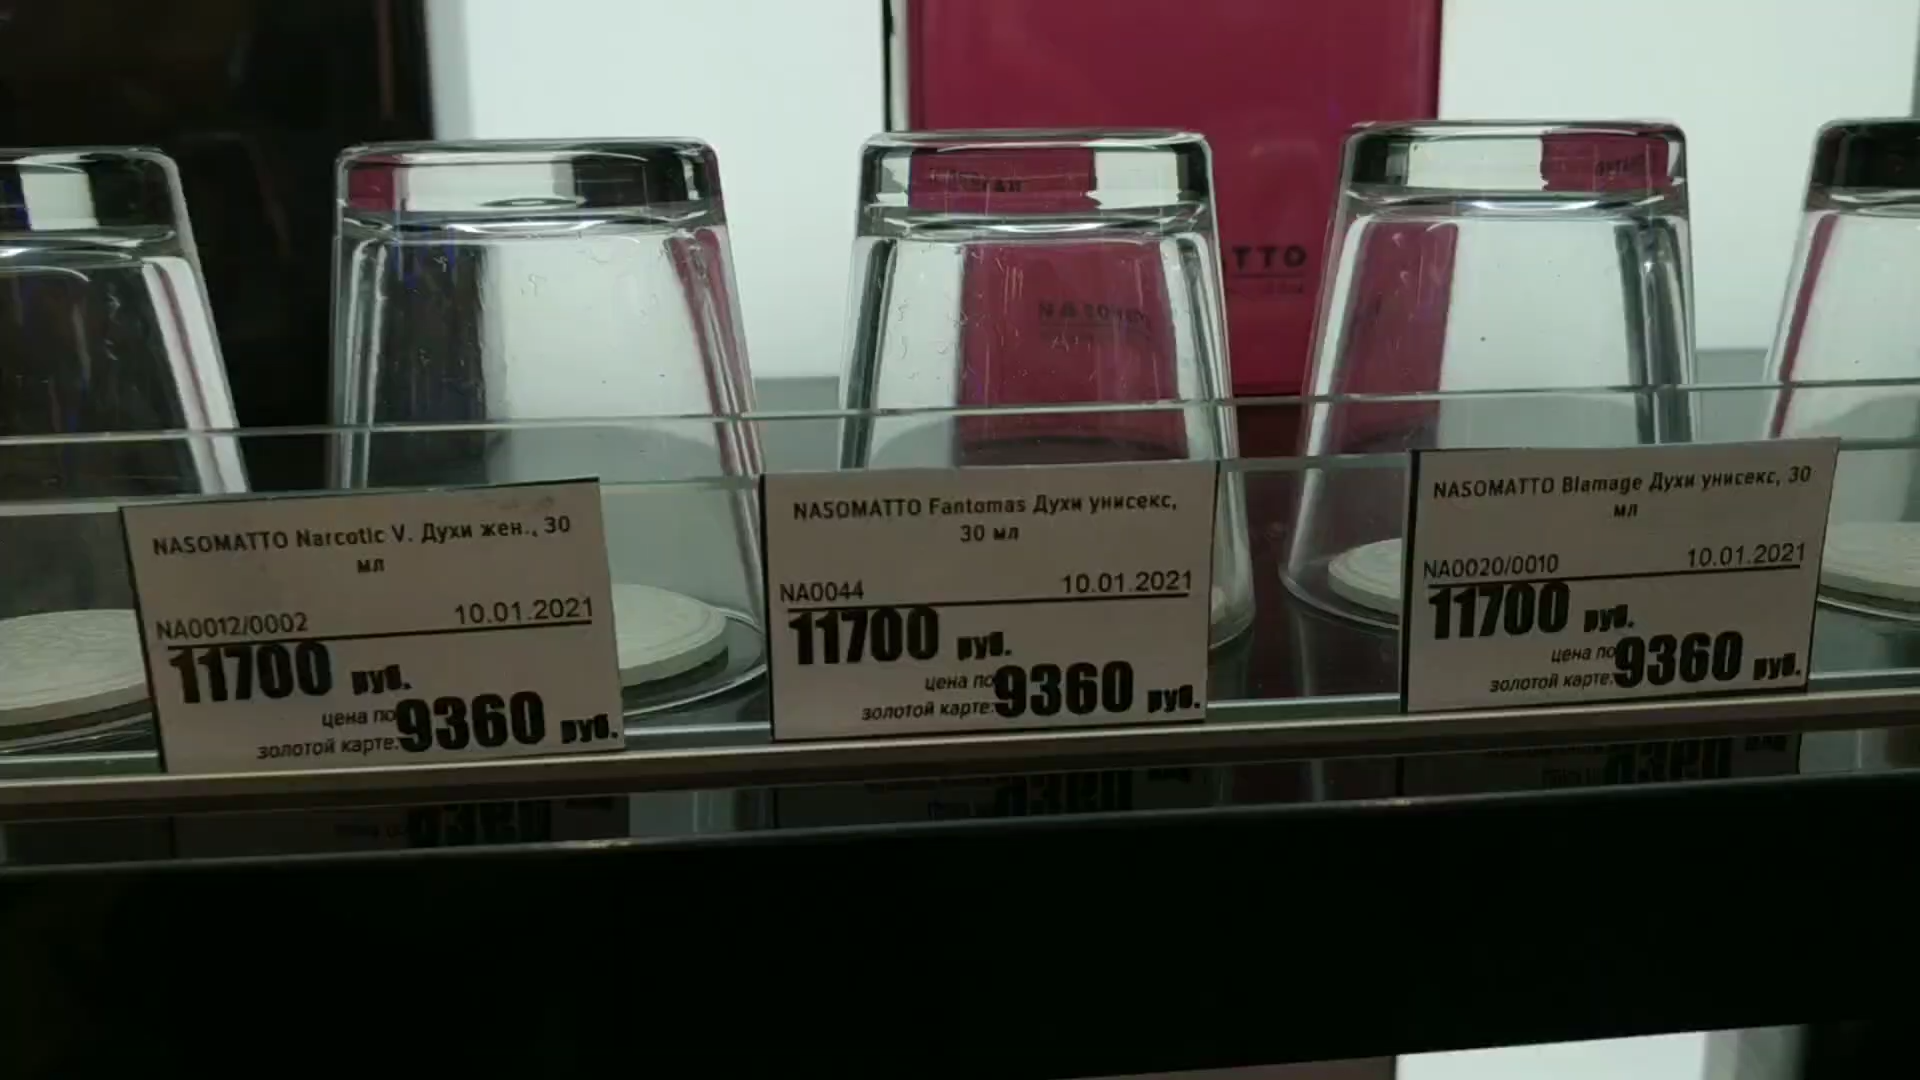 TTO
NASOMATTO Narcotic V. Духи жен., 30
мл
NA0012/0002 10.01.2021
11700 руб.
цена по
золотой карте: 9360 руб.
NASOMATTO Fantomas Духи унисекс,
30 мл
NA0044 10.01.2021
11700 руб.
цена по
золотой карте: 9360 руб.
NASOMATTO Blamage Духи унисекс, 30
мл
NA0020/0010 10.01.2021
11700 руб.
цена по
золотой карте: 9360 руб.